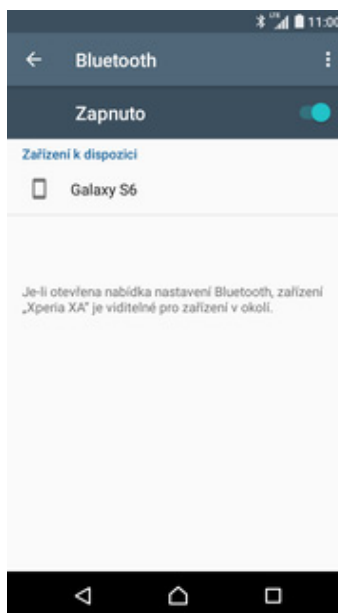 LTE 11:00
Bluetooth
Zapnuto
Zařízení k dispozici
Galaxy S6
Je-li otevřena nabídka nastavení Bluetooth, zařízení
„Xperia XA“ je viditelné pro zařízení v okolí.